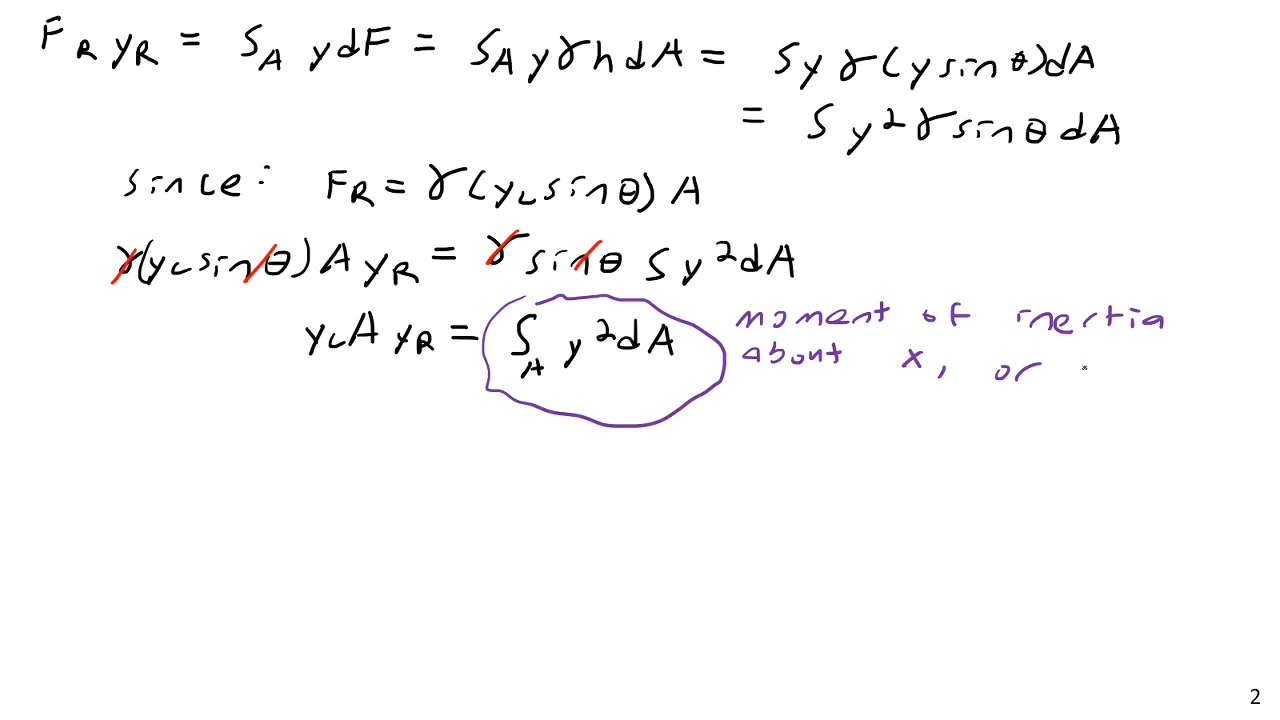 F_R y_R = ∫_A y dF = ∫_A y γ h dA = ∫ y γ (y sin θ) dA
= ∫ y² γ sin θ dA
since: F_R = γ (y_c sin θ) A
γ (y_c sin θ) A y_R = γ sin θ ∫ y² dA
y_c A y_R = ∫_A y² dA
moment of inertia
about x, or
2